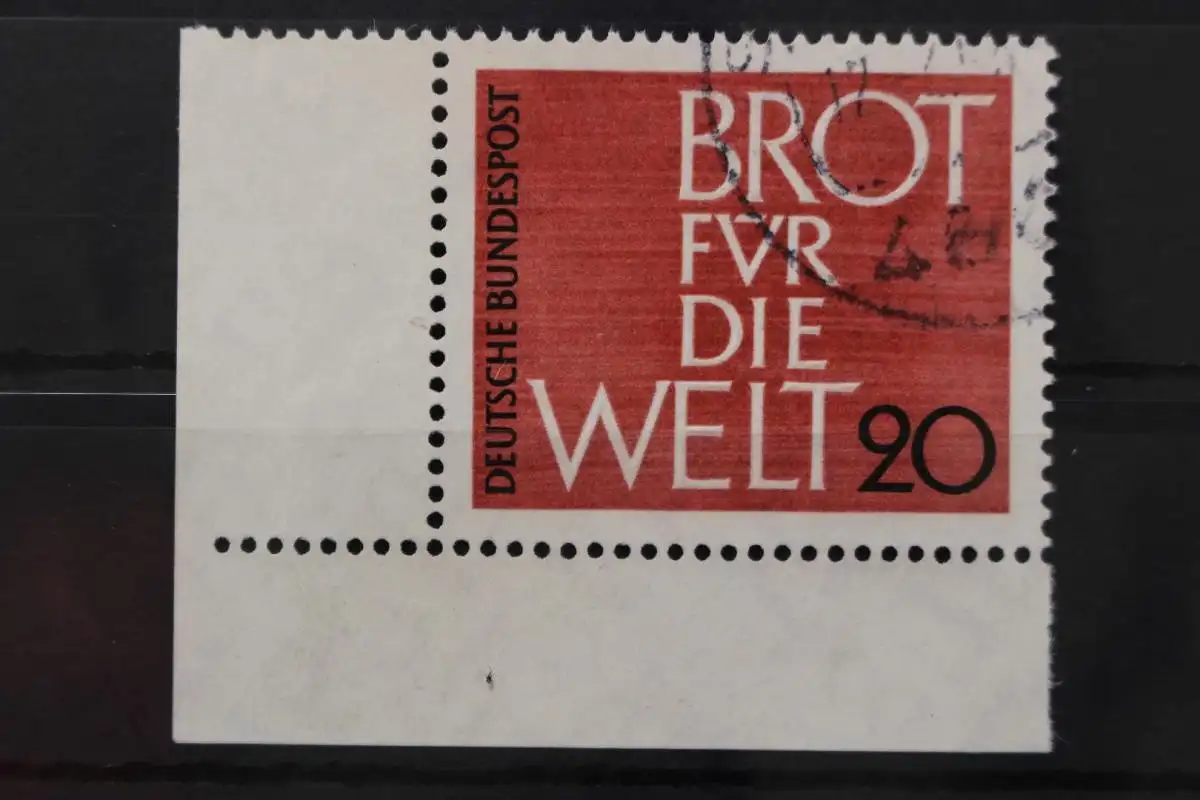 DEUTSCHE BUNDESPOST
BROT
FVR
DIE
WELT
20